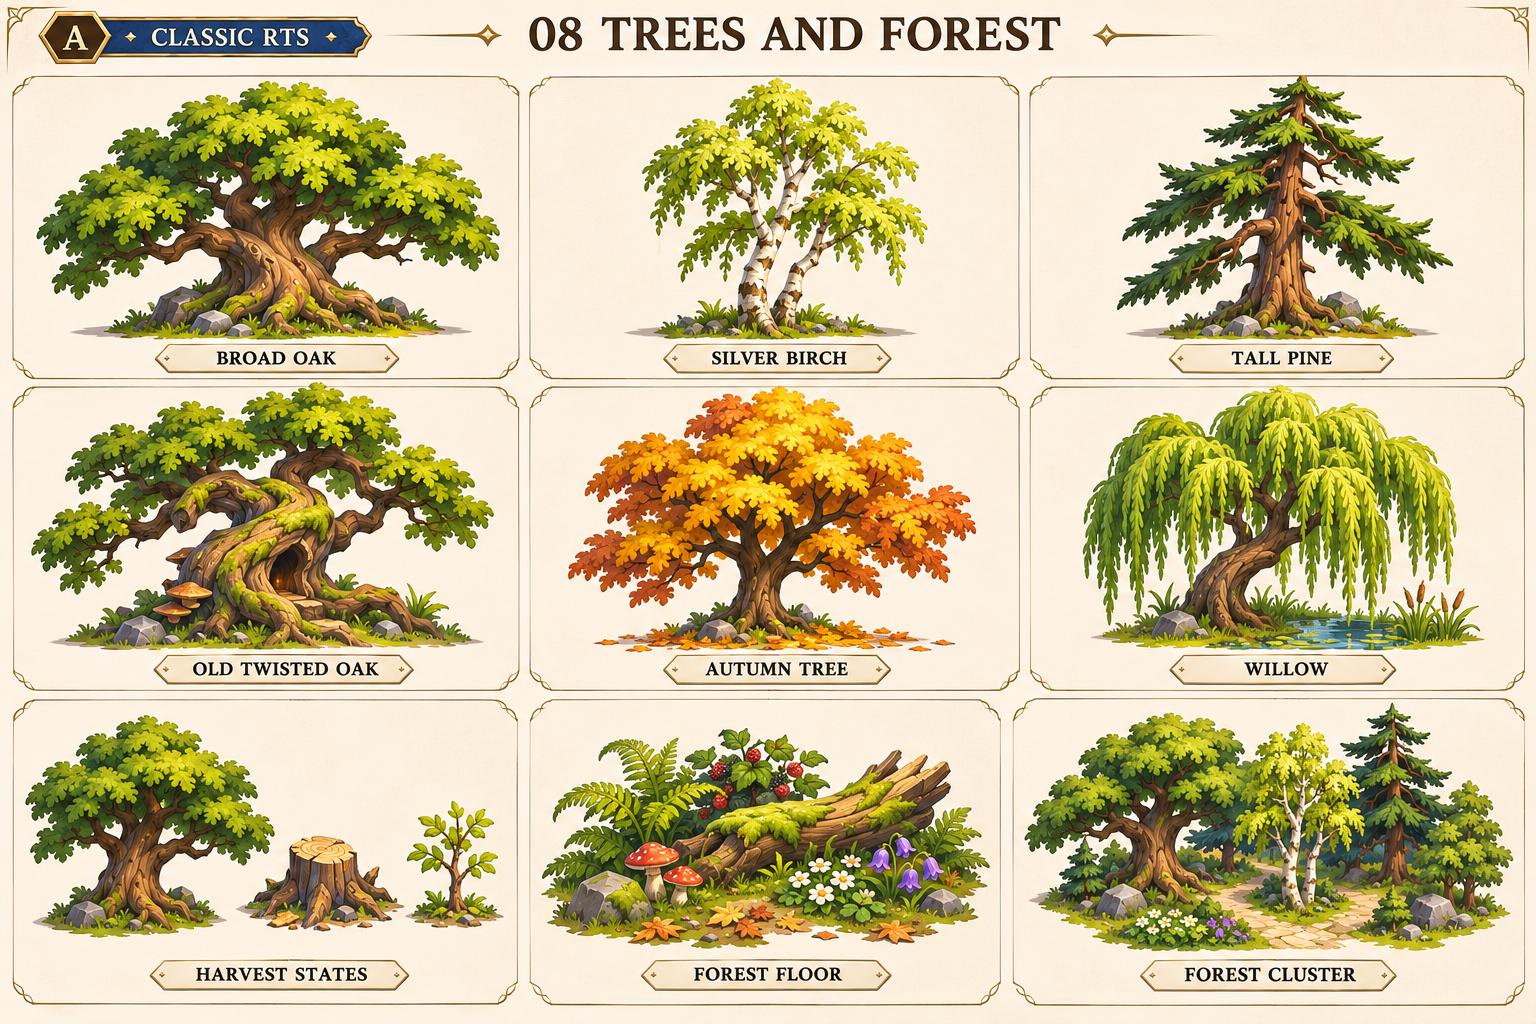 A CLASSIC RTS
08 TREES AND FOREST
BROAD OAK
SILVER BIRCH
TALL PINE
OLD TWISTED OAK
AUTUMN TREE
WILLOW
HARVEST STATES
FOREST FLOOR
FOREST CLUSTER